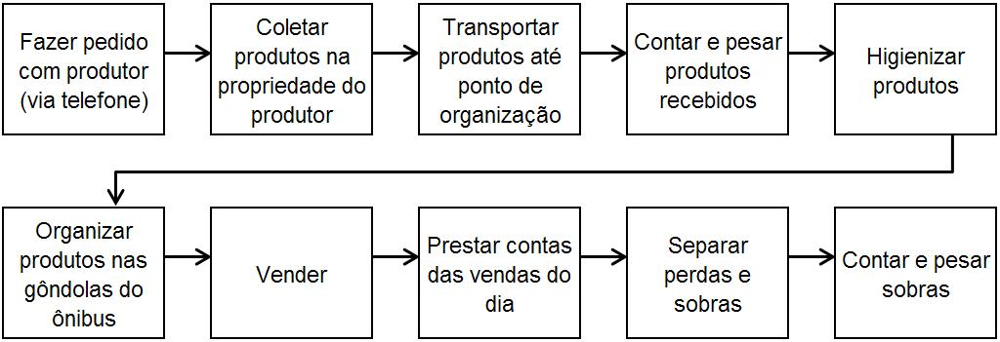 Fazer pedido
com produtor
(via telefone)
Coletar
produtos na
propriedade do
produtor
Transportar
produtos até
ponto de
organização
Contar e pesar
produtos
recebidos
Higienizar
produtos
Organizar
produtos nas
gôndolas do
ônibus
Vender
Prestar contas
das vendas do
dia
Separar
perdas e
sobras
Contar e pesar
sobras